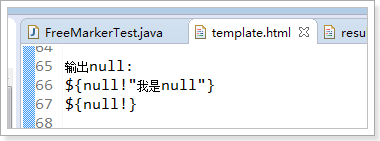 FreeMarkerTest.java template.html resu
64
65 输出null:
66 ${null!"我是null"}
67 ${null!}
68